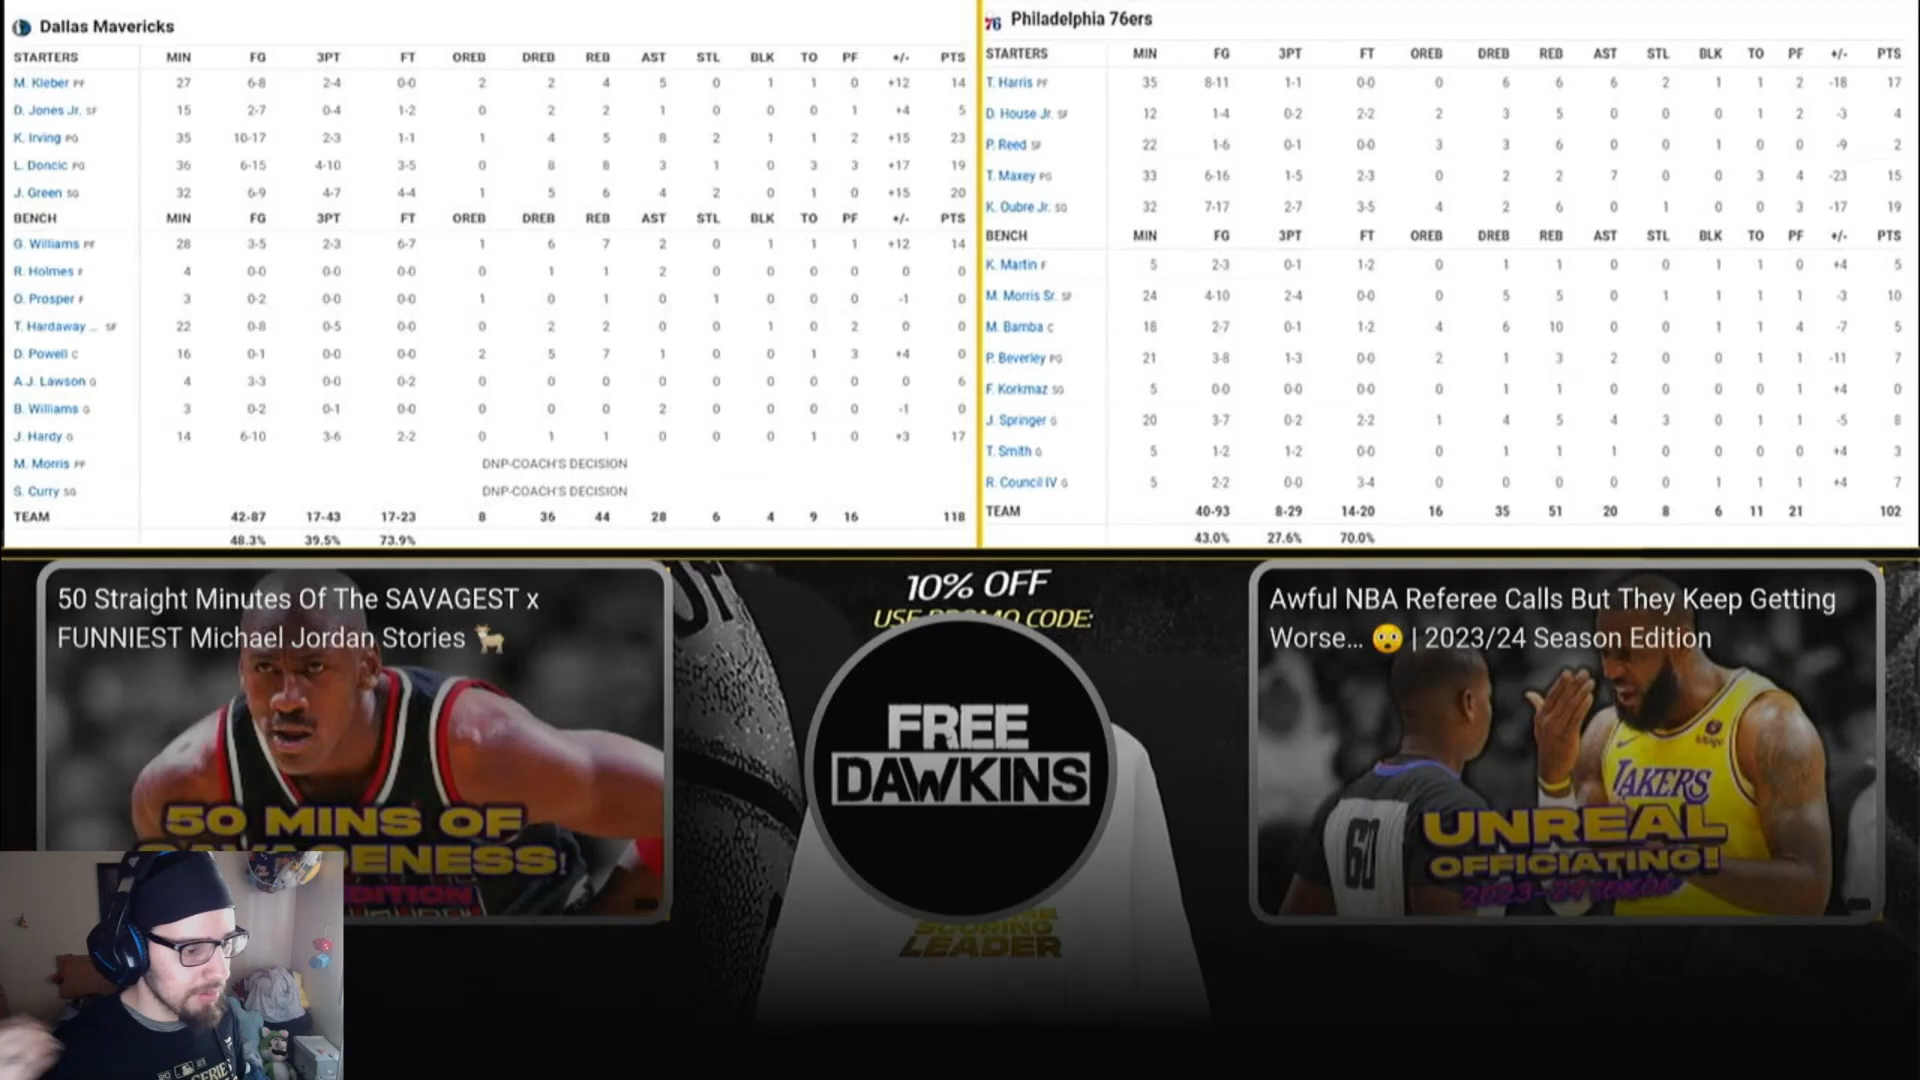 Dallas Mavericks
STARTERS MIN FG 3PT FT OREB DREB REB AST STL BLK TO PF +/- PTS
M. Kleber PF 27 6-8 2-4 0-0 2 2 4 5 0 1 1 0 +12 14
D. Jones Jr. SF 15 2-7 0-4 1-2 0 2 2 1 0 0 0 1 +4 5
K. Irving PG 35 10-17 2-3 1-1 1 4 5 8 2 1 1 2 +15 23
L. Doncic PG 36 6-15 4-10 3-5 0 8 8 3 1 0 3 3 +17 19
J. Green SG 32 6-9 4-7 4-4 1 5 6 4 2 0 1 0 +15 20
BENCH MIN FG 3PT FT OREB DREB REB AST STL BLK TO PF +/- PTS
G. Williams PF 28 3-5 2-3 6-7 1 6 7 2 0 1 1 1 +12 14
R. Holmes F 4 0-0 0-0 0-0 0 1 1 2 0 0 0 0 0 0
O. Prosper F 3 0-2 0-0 0-0 1 0 1 0 1 0 0 0 -1 0
T. Hardaway ... SF 22 0-8 0-5 0-0 0 2 2 0 0 1 0 2 0 0
D. Powell C 16 0-1 0-0 0-0 2 5 7 1 0 0 1 3 +4 0
A.J. Lawson G 4 3-3 0-0 0-2 0 0 0 0 0 0 0 0 0 6
B. Williams G 3 0-2 0-1 0-0 0 0 0 2 0 0 0 0 -1 0
J. Hardy G 14 6-10 3-6 2-2 0 1 1 0 0 0 1 0 +3 17
M. Morris PF DNP-COACH'S DECISION
S. Curry SG DNP-COACH'S DECISION
TEAM 42-87 17-43 17-23 8 36 44 28 6 4 9 16 118
48.3% 39.5% 73.9%
76
Philadelphia 76ers
STARTERS MIN FG 3PT FT OREB DREB REB AST STL BLK TO PF +/- PTS
T. Harris PF 35 8-11 1-1 0-0 0 6 6 6 2 1 1 2 -18 17
D. House Jr. SF 12 1-4 0-2 2-2 2 3 5 0 0 0 1 2 -3 4
P. Reed SF 22 1-6 0-1 0-0 3 3 6 0 0 1 0 0 -9 2
T. Maxey PG 33 6-16 1-5 2-3 0 2 2 7 0 0 3 4 -23 15
K. Oubre Jr. SG 32 7-17 2-7 3-5 4 2 6 0 1 0 0 3 -17 19
BENCH MIN FG 3PT FT OREB DREB REB AST STL BLK TO PF +/- PTS
K. Martin F 5 2-3 0-1 1-2 0 1 1 0 0 1 1 0 +4 5
M. Morris Sr. SF 24 4-10 2-4 0-0 0 5 5 0 1 1 1 1 -3 10
M. Bamba C 18 2-7 0-1 1-2 4 6 10 0 0 1 1 4 -7 5
P. Beverley PG 21 3-8 1-3 0-0 2 1 3 2 0 0 1 1 -11 7
F. Korkmaz SG 5 0-0 0-0 0-0 0 1 1 0 0 0 0 1 +4 0
J. Springer G 20 3-7 0-2 2-2 1 4 5 4 3 0 1 1 -5 8
T. Smith G 5 1-2 1-2 0-0 0 1 1 1 0 0 0 0 +4 3
R. Council IV G 5 2-2 0-0 3-4 0 0 0 0 0 1 1 1 +4 7
TEAM 40-93 8-29 14-20 16 35 51 20 8 6 11 21 102
43.0% 27.6% 70.0%
50 Straight Minutes Of The SAVAGEST x
FUNNIEST Michael Jordan Stories 🐐
50 MINS OF
SAVAGENESS!
EDITION
10% OFF
USE PROMO CODE:
FREE
DAWKINS
SCORING
LEADER
Awful NBA Referee Calls But They Keep Getting
Worse... 😳 | 2023/24 Season Edition
LAKERS
60
UNREAL
OFFICIATING!